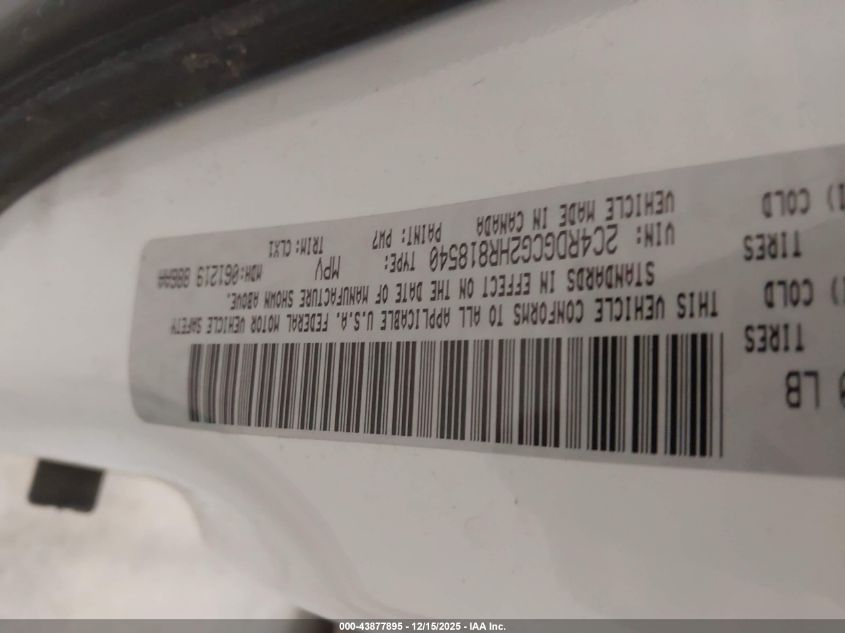 THIS VEHICLE CONFORMS TO ALL APPLICABLE U.S.A. FEDERAL MOTOR VEHICLE SAFETY
STANDARDS IN EFFECT ON THE DATE OF MANUFACTURE SHOWN ABOVE.
VIN: 2C4RDGCG2HR818540 TYPE: MPV MDH:061219 886AA
VEHICLE MADE IN CANADA PAINT: PW7 TRIM: CLX1
LB
TIRES
) COLD
TIRES
) COLD
000-43877895 - 12/15/2025 - IAA Inc.